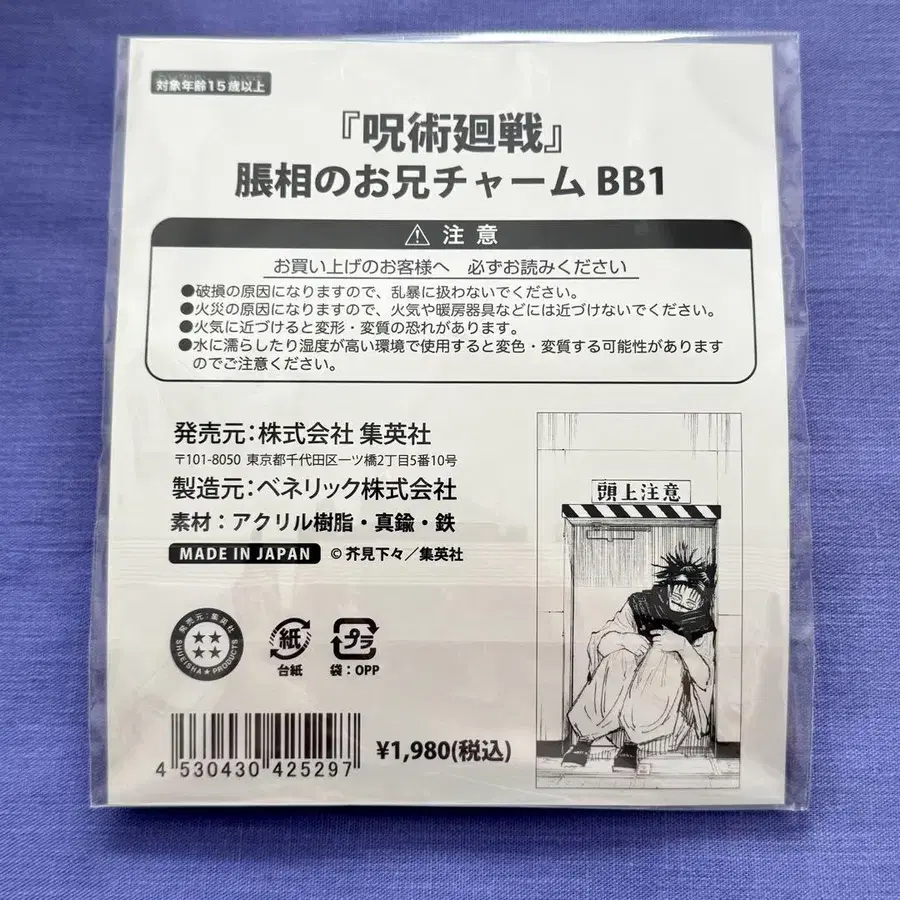 対象年齢15歳以上
『呪術廻戦』
脹相のお兄チャーム BB1
⚠ 注意
お買い上げのお客様へ 必ずお読みください
●破損の原因になりますので、乱暴に扱わないでください。
●火災の原因になりますので、火気や暖房器具などには近づけないでください。
●火気に近づけると変形・変質の恐れがあります。
●水に濡らしたり湿度が高い環境で使用すると変色・変質する可能性があります
のでご注意ください。
発売元:株式会社 集英社
〒101-8050 東京都千代田区一ツ橋2丁目5番10号
製造元:ベネリック株式会社
素材:アクリル樹脂・真鍮・鉄
MADE IN JAPAN ©芥見下々/集英社
頭上注意
発売元:集英社
SHUEISHA★PRODUCTS
紙
台紙
プラ
袋:OPP
¥1,980(税込)
4 530430 425297